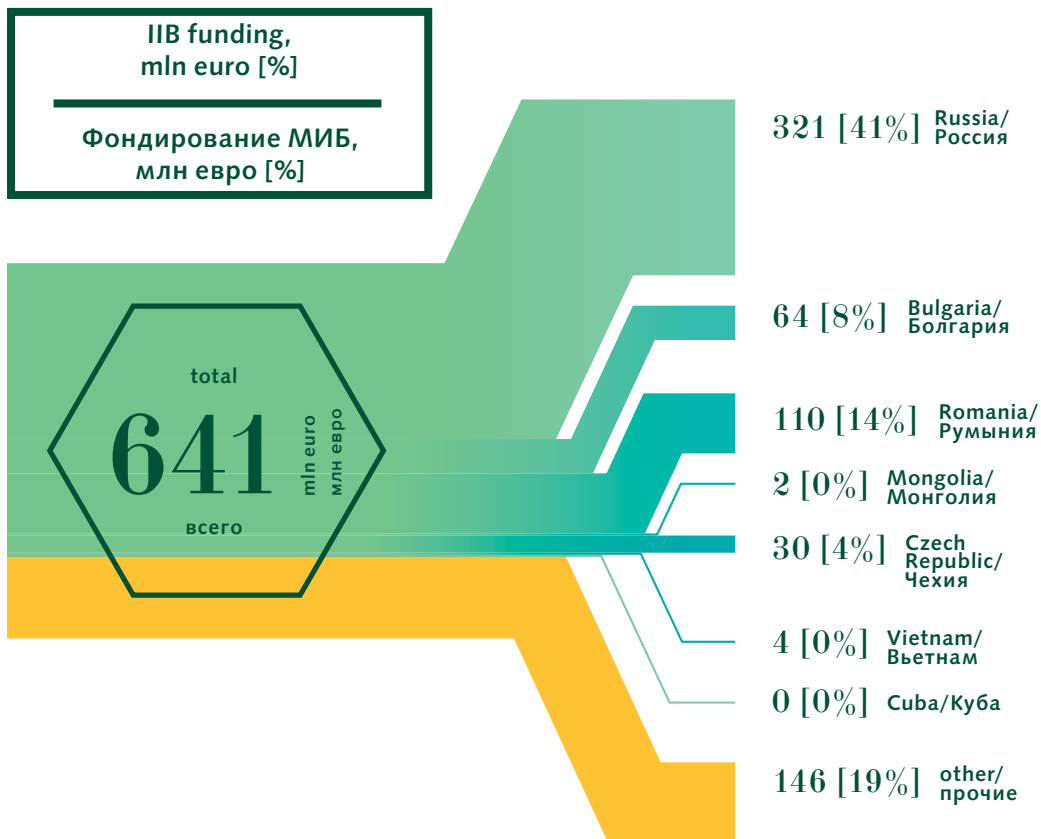 IIB funding,
mln euro [%]
Фондирование МИБ,
млн евро [%]
total
641
mln euro
млн евро
всего
321 [41%] Russia/
Россия
64 [8%] Bulgaria/
Болгария
110 [14%] Romania/
Румыния
2 [0%] Mongolia/
Монголия
30 [4%] Czech
Republic/
Чехия
4 [0%] Vietnam/
Вьетнам
0 [0%] Cuba/Куба
146 [19%] other/
прочие